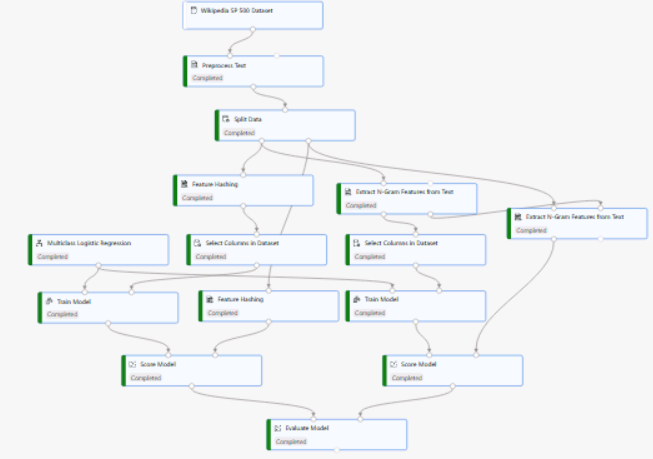 Wikipedia SP 500 Dataset
Preprocess Text
Completed
Split Data
Completed
Feature Hashing
Completed
Extract N-Gram Features from Text
Completed
Extract N-Gram Features from Text
Completed
Multiclass Logistic Regression
Completed
Select Columns in Dataset
Completed
Select Columns in Dataset
Completed
Train Model
Completed
Feature Hashing
Completed
Train Model
Completed
Score Model
Completed
Score Model
Completed
Evaluate Model
Completed